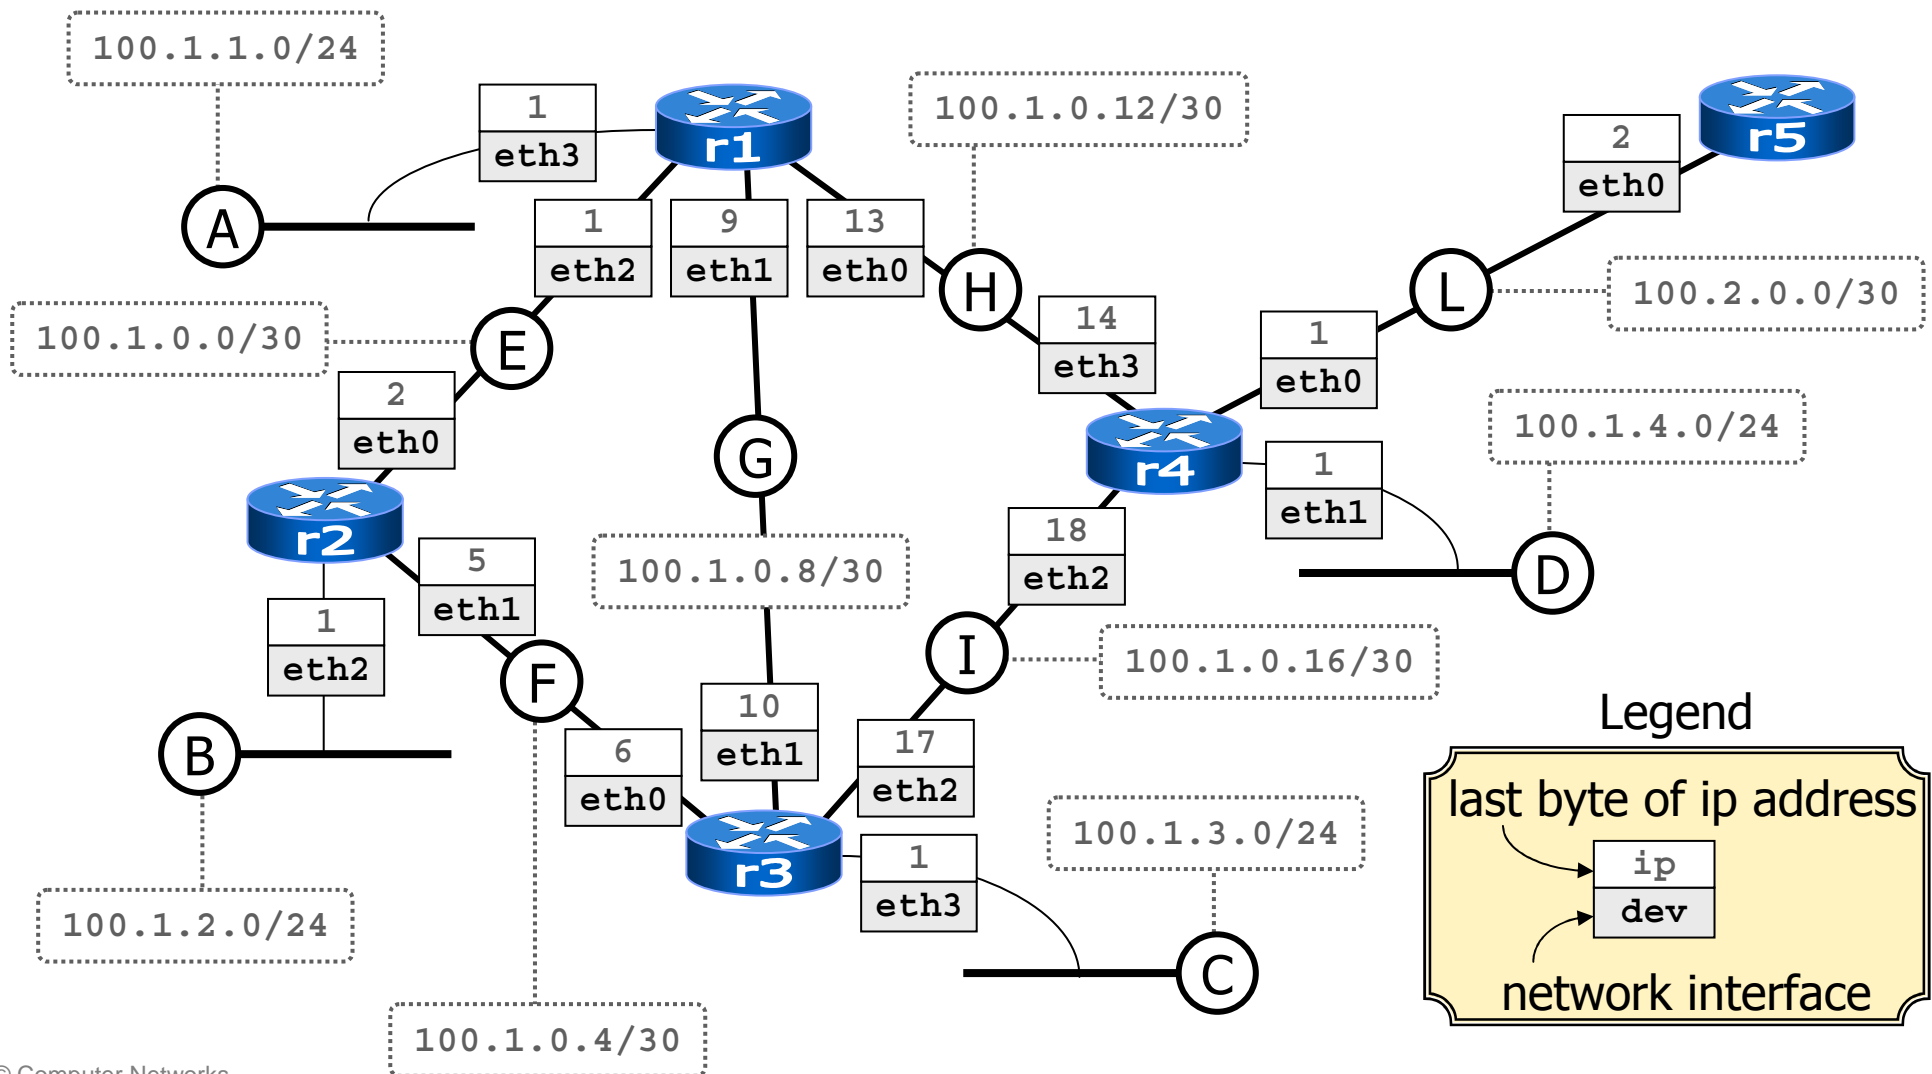 100.1.1.0/24
1
eth3
r1
100.1.0.12/30
2
eth0
r5
A
1
eth2
9
eth1
13
eth0
H
L
100.2.0.0/30
100.1.0.0/30
E
14
eth3
1
eth0
2
eth0
G
r4
1
eth1
100.1.4.0/24
r2
5
eth1
100.1.0.8/30
18
eth2
D
1
eth2
F
I
100.1.0.16/30
B
6
eth0
10
eth1
17
eth2
r3
1
eth3
100.1.3.0/24
100.1.2.0/24
C
100.1.0.4/30
Legend
last byte of ip address
ip
dev
network interface
© Computer Networks